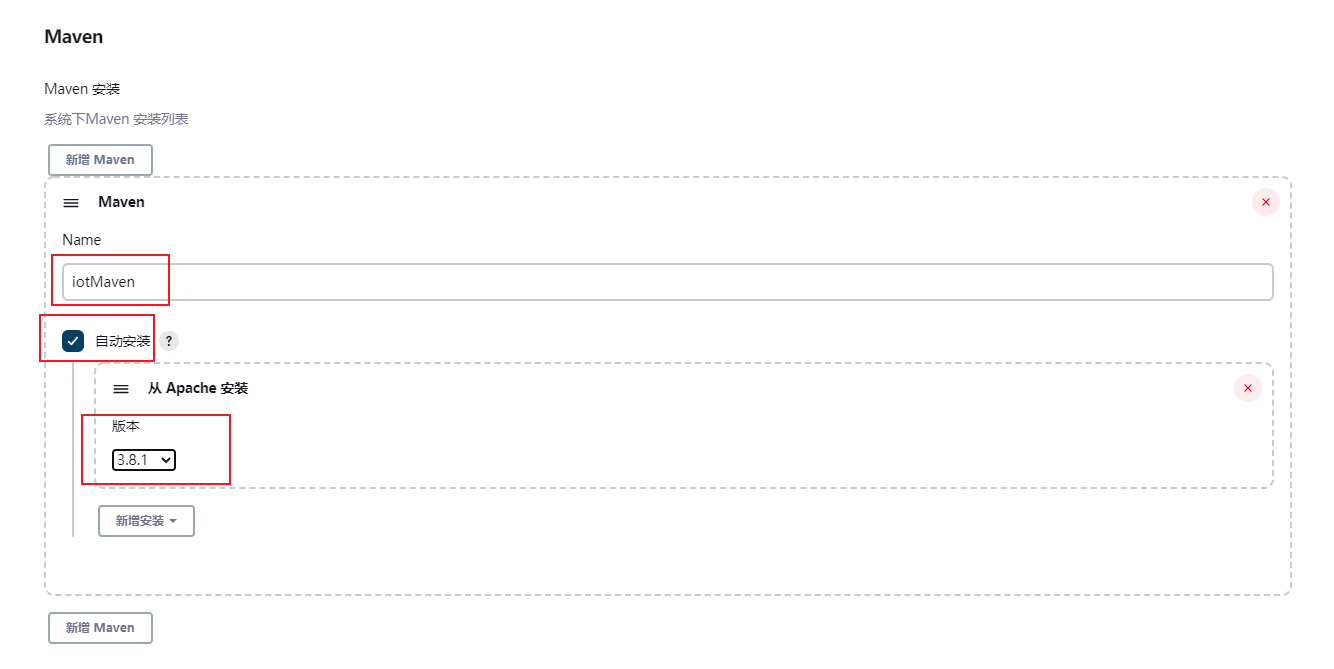 Maven
Maven 安装
系统下Maven 安装列表
新增 Maven
Maven
Name
iotMaven
自动安装 ?
从 Apache 安装
版本
3.8.1
新增安装
新增 Maven